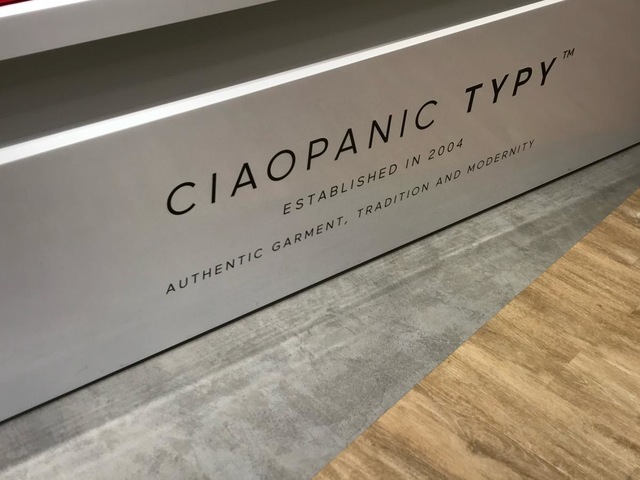 CIAOPANIC TYPY™
ESTABLISHED IN 2004
AUTHENTIC GARMENT, TRADITION AND MODERNITY